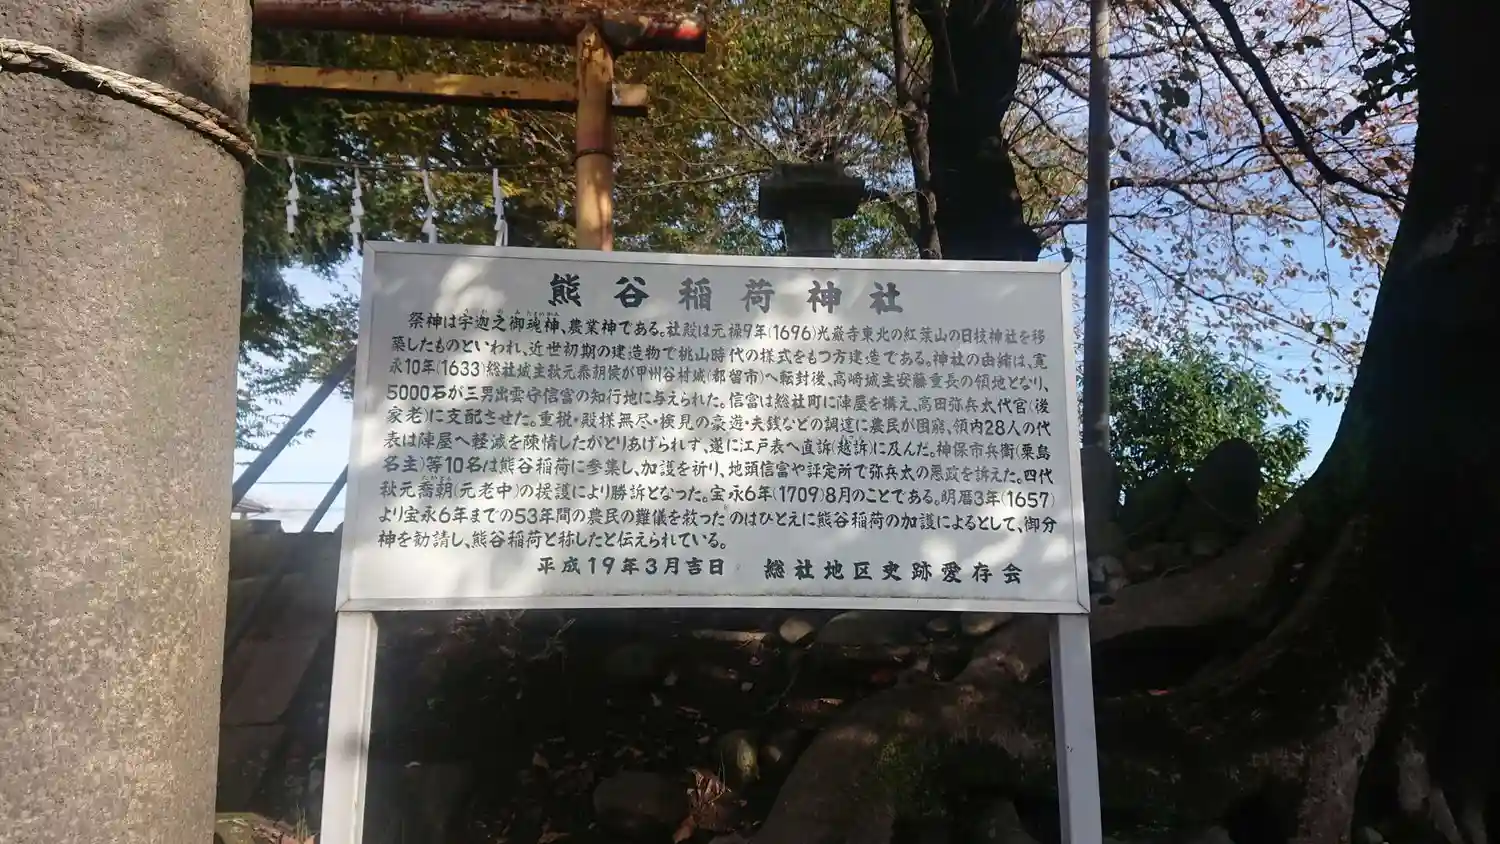 熊谷稲荷神社
祭神は宇迦之御魂神、農業神である。社殿は元禄9年(1696)光巌寺東北の紅葉山の日枝神社を移
築したものといわれ、近世初期の建造物で桃山時代の様式をもつ方建造である。神社の由緒は、寛
永10年(1633)総社城主秋元泰朝候が甲州谷村城(都留市)へ転封後、高崎城主安藤重長の領地となり、
5000石が三男出雲守信富の知行地に与えられた。信富は総社町に陣屋を構え、高田弥兵太代官(後
家老)に支配させた。重税・殿様無尽・検見の豪遊・夫銭などの調達に農民が困窮、領内28人の代
表は陣屋へ軽減を陳情したがとりあげられず、遂に江戸表へ直訴(越訴)に及んだ。神保市兵衛(粟島
名主)等10名は熊谷稲荷に参集し、加護を祈り、地頭信富や評定所で弥兵太の悪政を訴えた。四代
秋元喬朝(元老中)の援護により勝訴となった。宝永6年(1709)8月のことである。明暦3年(1657)
より宝永6年までの53年間の農民の難儀を救ったのはひとえに熊谷稲荷の加護によるとして、御分
神を勧請し、熊谷稲荷と称したと伝えられている。
平成19年3月吉日 総社地区史跡愛存会